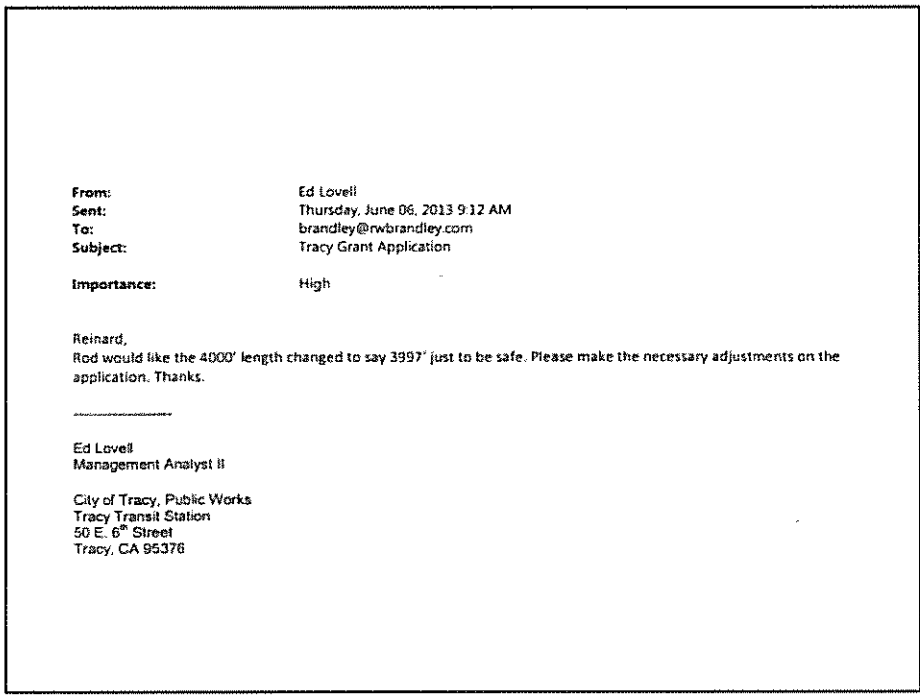 From: Ed Lovell
Sent: Thursday, June 06, 2013 9:12 AM
To: brandley@rwbrandley.com
Subject: Tracy Grant Application
Importance: High
Reinard,
Rod would like the 4000' length changed to say 3997' just to be safe. Please make the necessary adjustments on the
application. Thanks.
Ed Lovell
Management Analyst II
City of Tracy, Public Works
Tracy Transit Station
50 E. 6th Street
Tracy, CA 95376